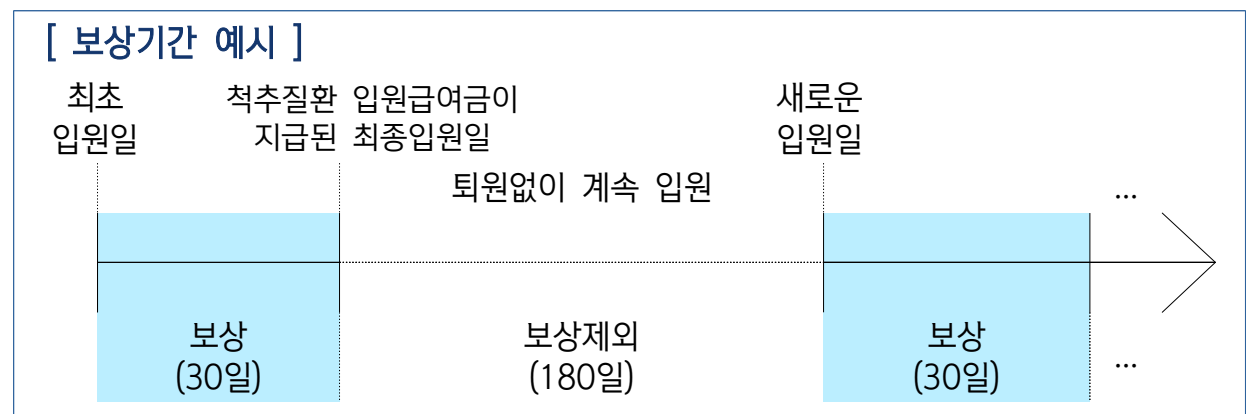 [ 보상기간 예시 ]
최초
입원일
척추질환 입원급여금이
지급된 최종입원일
새로운
입원일
퇴원없이 계속 입원
...
보상
(30일)
보상제외
(180일)
보상
(30일)
...